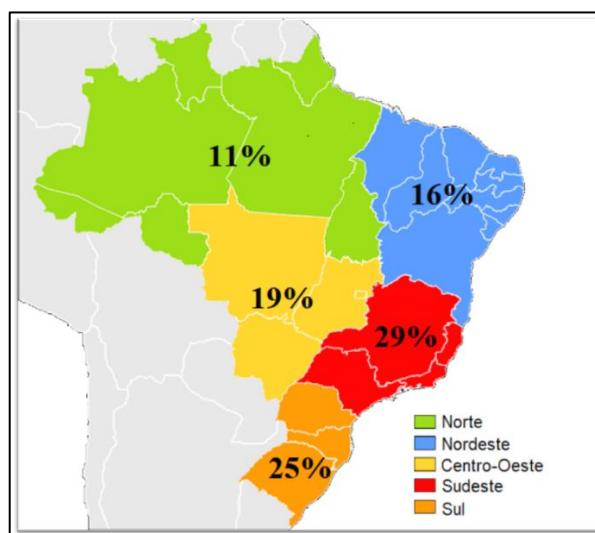 11%
16%
19%
29%
25%
Norte
Nordeste
Centro-Oeste
Sudeste
Sul